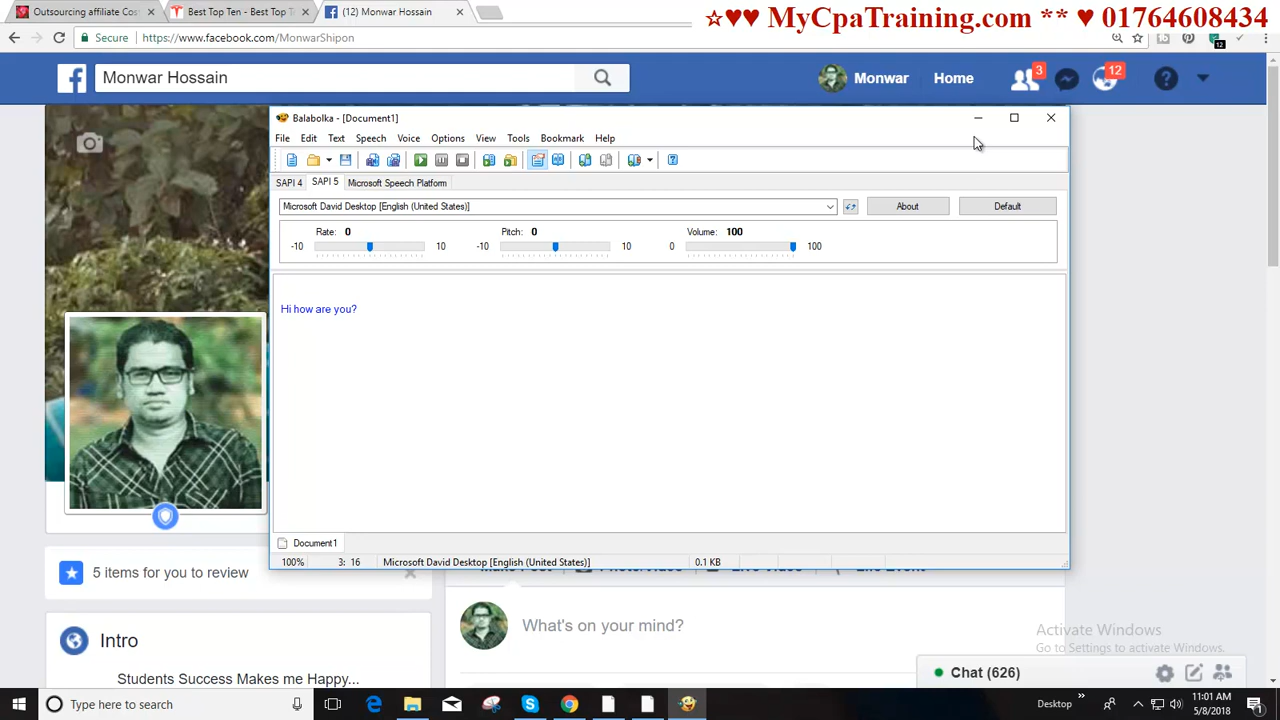 Outsourcing affiliate Cos
Best Top Ten - Best Top T
(12) Monwar Hossain
☆♥♥ MyCpaTraining.com ** ♥ 01764608434
Secure
https://www.facebook.com/MonwarShipon
12
Monwar Hossain
Monwar
Home
3
12
Balabolka - [Document1]
File Edit Text Speech Voice Options View Tools Bookmark Help
SAPI 4 SAPI 5 Microsoft Speech Platform
Microsoft David Desktop [English (United States)]
About
Default
Rate: 0
Pitch: 0
Volume: 100
-10 10
-10 10
0 100
Hi how are you?
Document1
100% 3: 16 Microsoft David Desktop [English (United States)] 0.1 KB
5 items for you to review
What's on your mind?
Intro
Students Success Makes me Happy...
Activate Windows
Go to Settings to activate Windows.
Chat (626)
Type here to search
Desktop
11:01 AM
5/8/2018
1